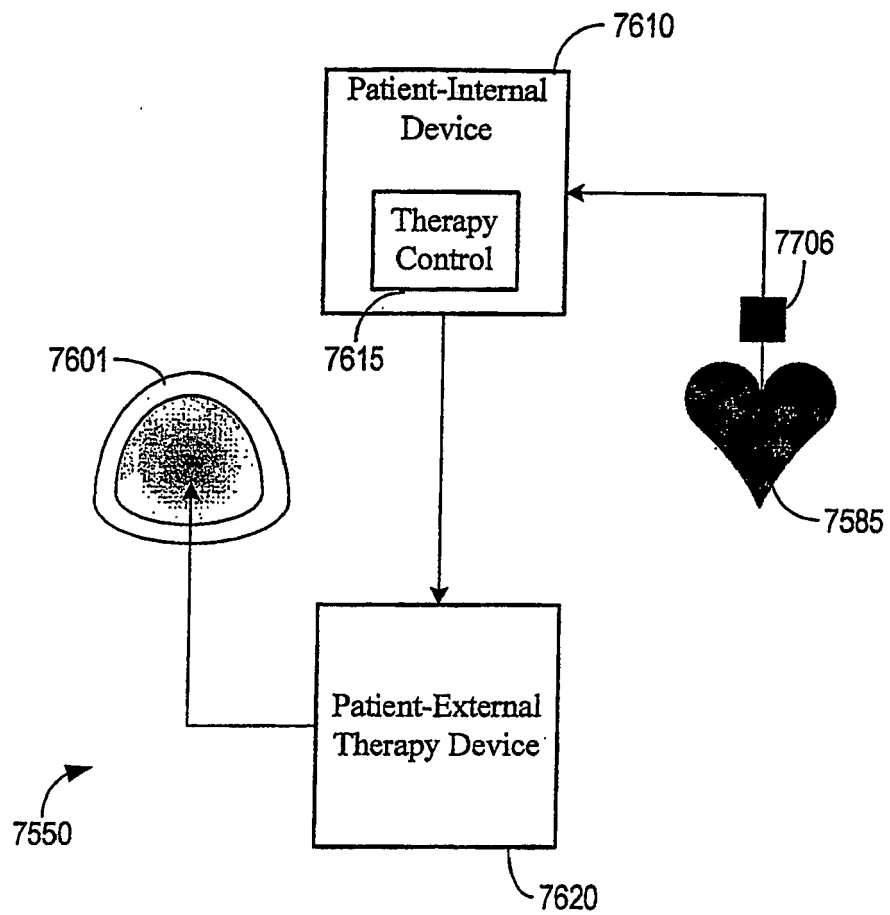 7610
Patient-Internal
Device
Therapy
Control
7706
7615
7601
7585
Patient-External
Therapy Device
7550
7620